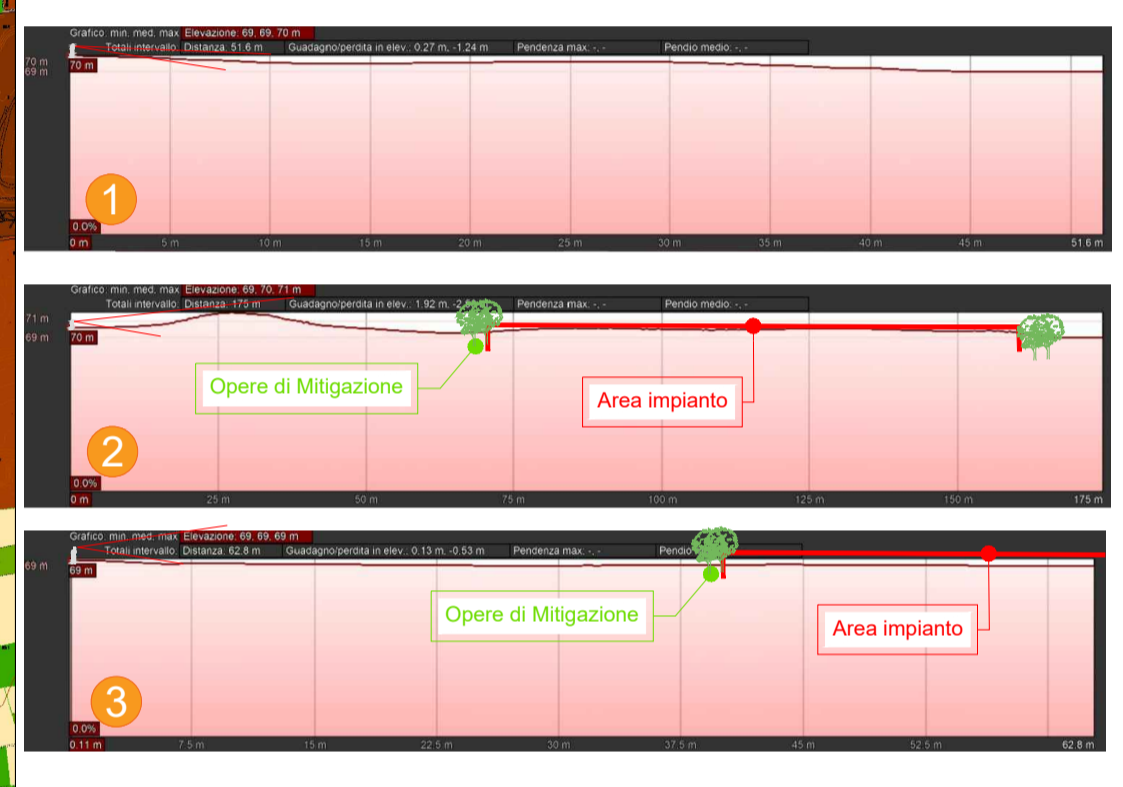 Grafico: min. med. max Elevazione: 69, 69, 70 m
Totali intervallo: Distanza: 51.6 m Guadagno/perdita in elev.: 0.27 m, -1.24 m Pendenza max: -, - Pendio medio: -, -
70 m
69 m
70 m
1
0.0%
0 m 5 m 10 m 15 m 20 m 25 m 30 m 35 m 40 m 45 m 51.6 m
Grafico: min. med. max Elevazione: 69, 70, 71 m
Totali intervallo: Distanza: 175 m Guadagno/perdita in elev.: 1.92 m, -2. Pendenza max: -, - Pendio medio: -, -
71 m
69 m
70 m
Opere di Mitigazione
Area impianto
2
0.0%
0 m 25 m 50 m 75 m 100 m 125 m 150 m 175 m
Grafico: min. med. max Elevazione: 69, 69, 69 m
Totali intervallo: Distanza: 62.8 m Guadagno/perdita in elev.: 0.13 m, -0.53 m Pendenza max: -, - Pendio
69 m
69 m
Opere di Mitigazione
Area impianto
3
0.0%
0.11 m 7.5 m 15 m 22.5 m 30 m 37.5 m 45 m 52.5 m 62.8 m